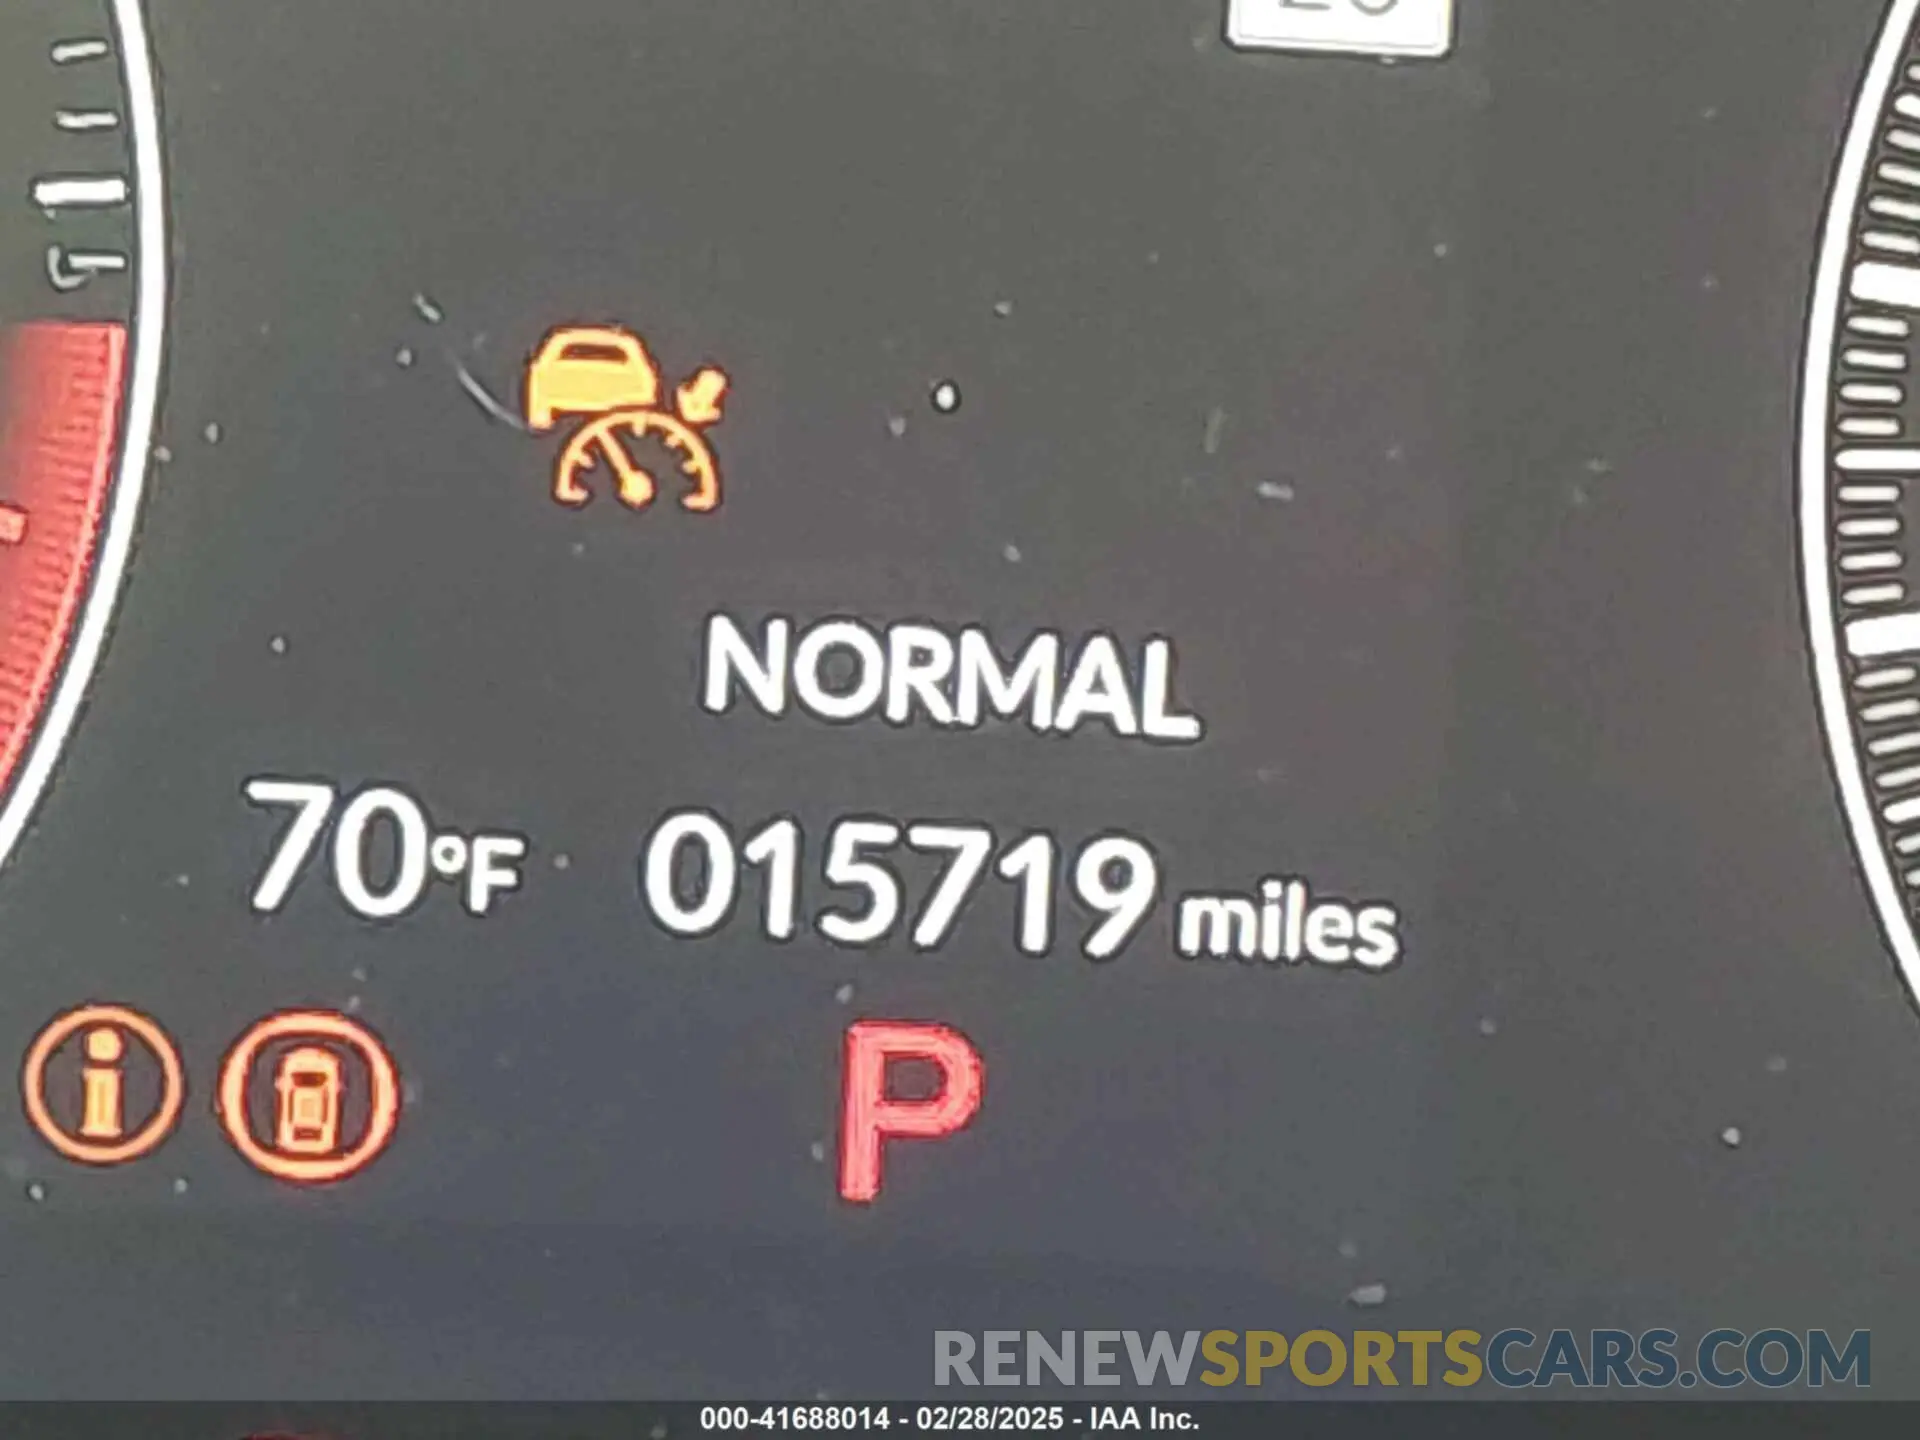 NORMAL
70°F 015719 miles
P
RENEWSPORTSCARS.COM
000-41688014 - 02/28/2025 - IAA Inc.